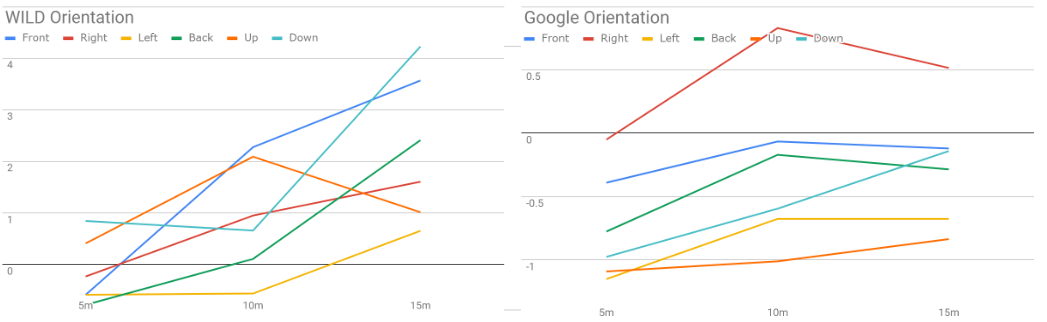 WILD Orientation
Front Right Left Back Up Down
4
3
2
1
0
5m 10m 15m
Google Orientation
Front Right Left Back Up Down
0.5
0
-0.5
-1
5m 10m 15m